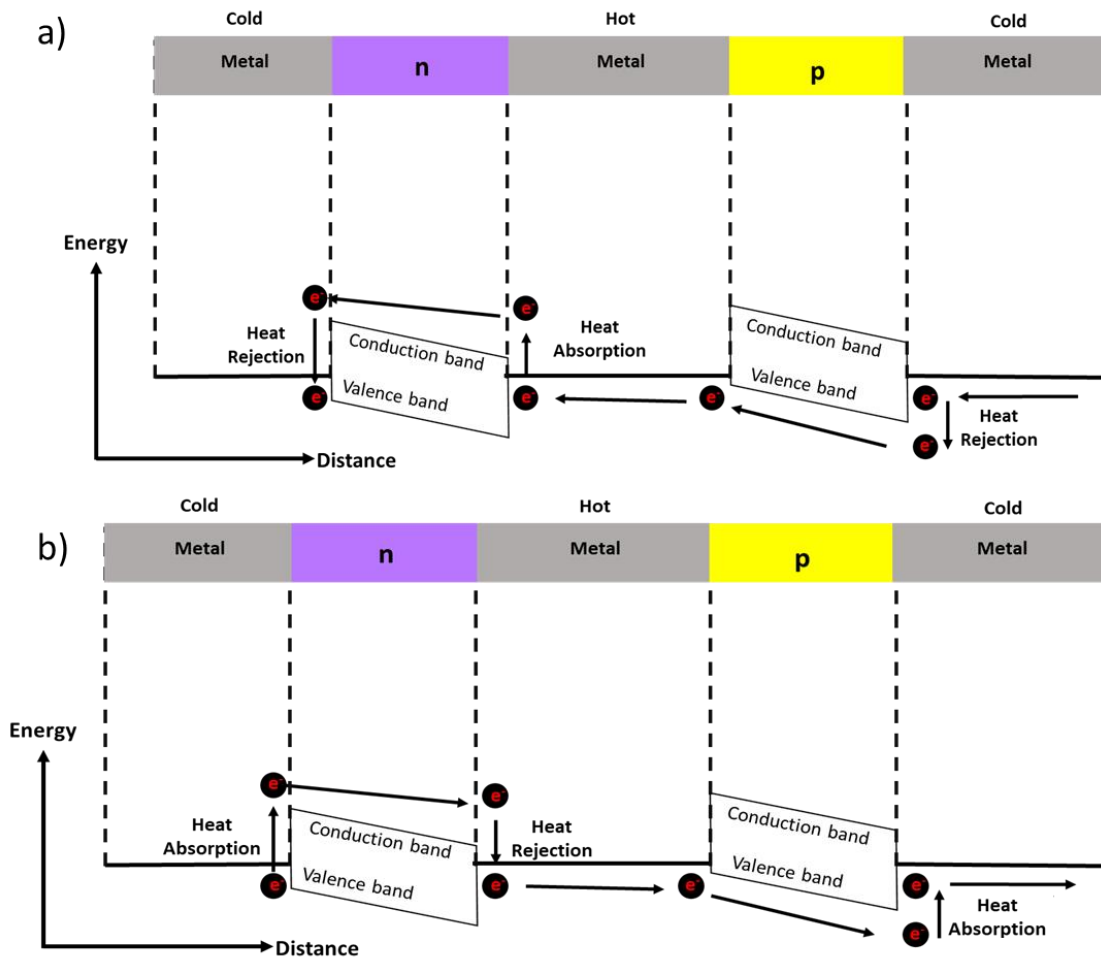 a)
Cold
Hot
Cold
Metal
n
Metal
p
Metal
Energy
e-
e-
Heat
Rejection
Heat
Absorption
Conduction band
Valence band
Conduction band
Valence band
e-
e-
e-
e-
Heat
Rejection
e-
Distance
b)
Cold
Hot
Cold
Metal
n
Metal
p
Metal
Energy
e-
e-
Heat
Absorption
Conduction band
Heat
Rejection
Conduction band
Valence band
Valence band
e-
e-
e-
e-
Heat
Absorption
e-
Distance